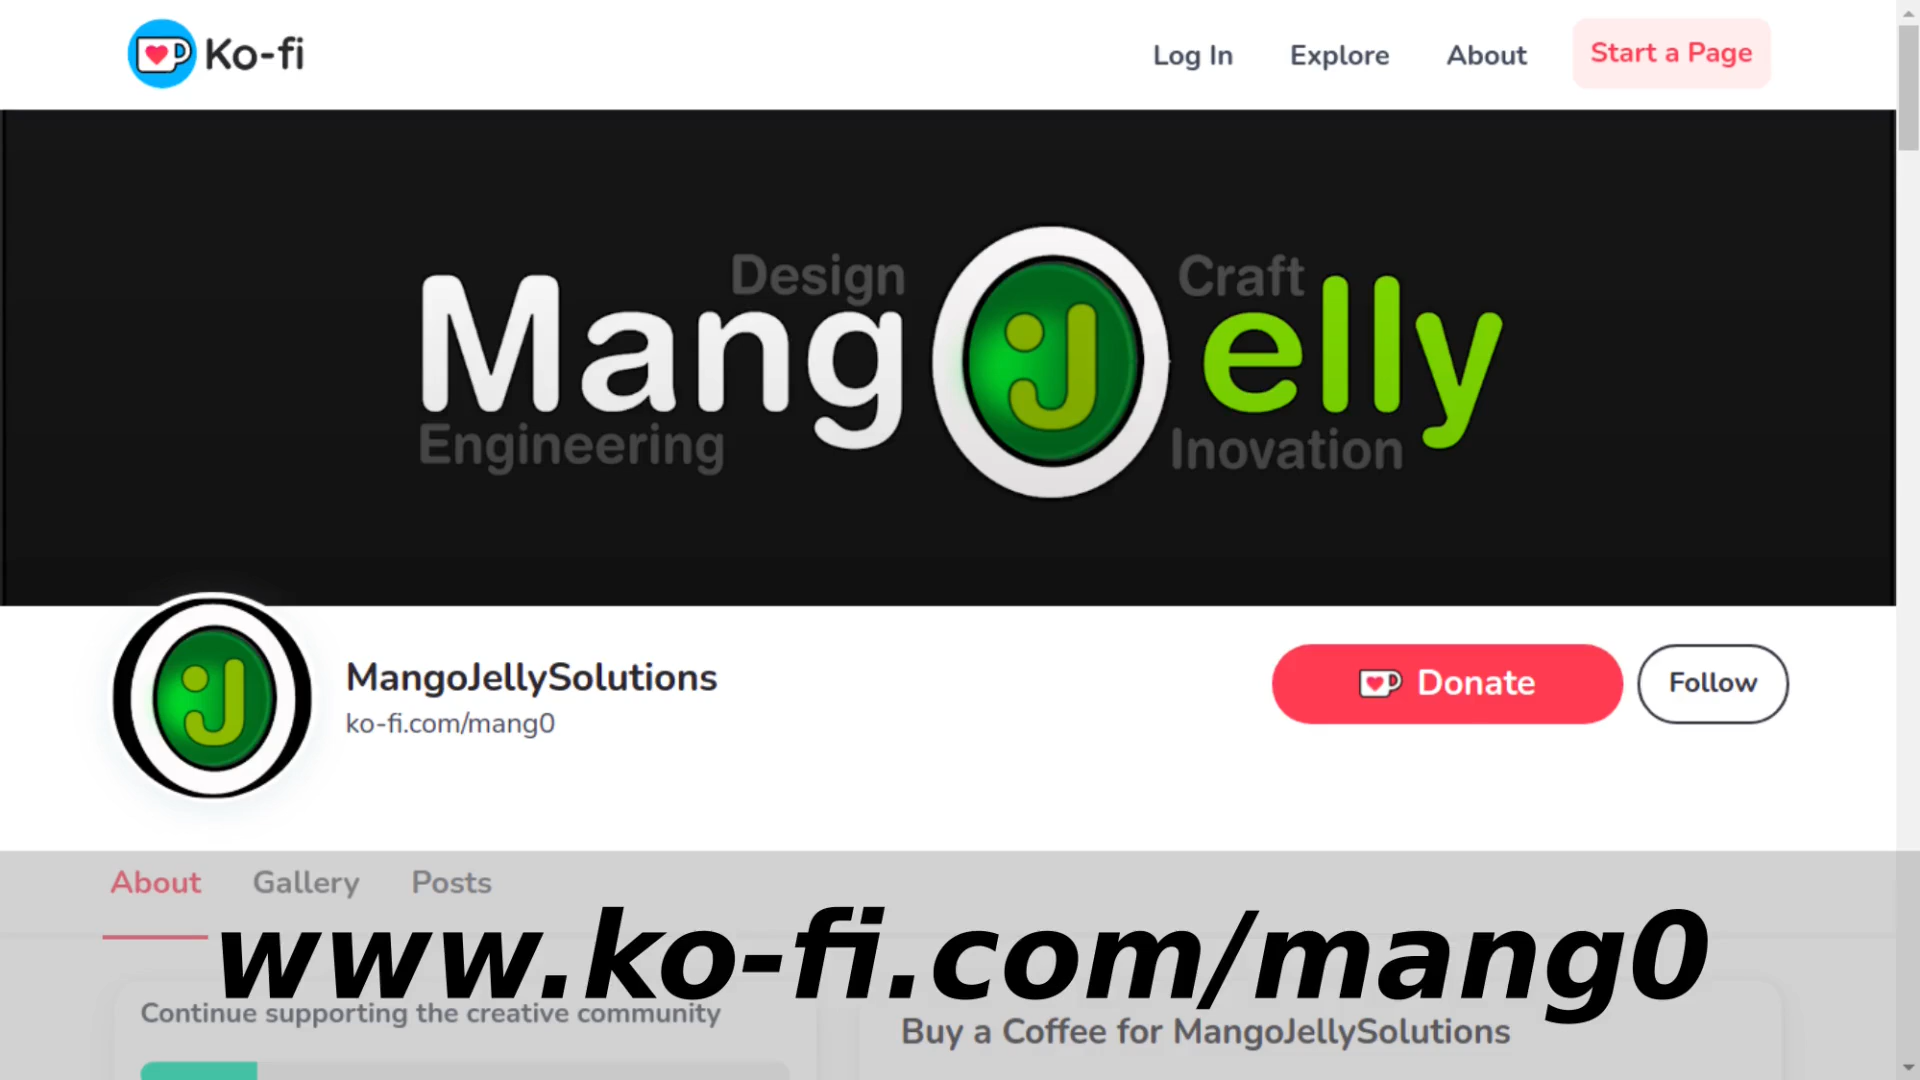 Ko-fi
Log In Explore About Start a Page
Design Craft
Mang J elly
Engineering Inovation
MangoJellySolutions
ko-fi.com/mang0
Donate Follow
About Gallery Posts
www.ko-fi.com/mang0
Continue supporting the creative community
Buy a Coffee for MangoJellySolutions